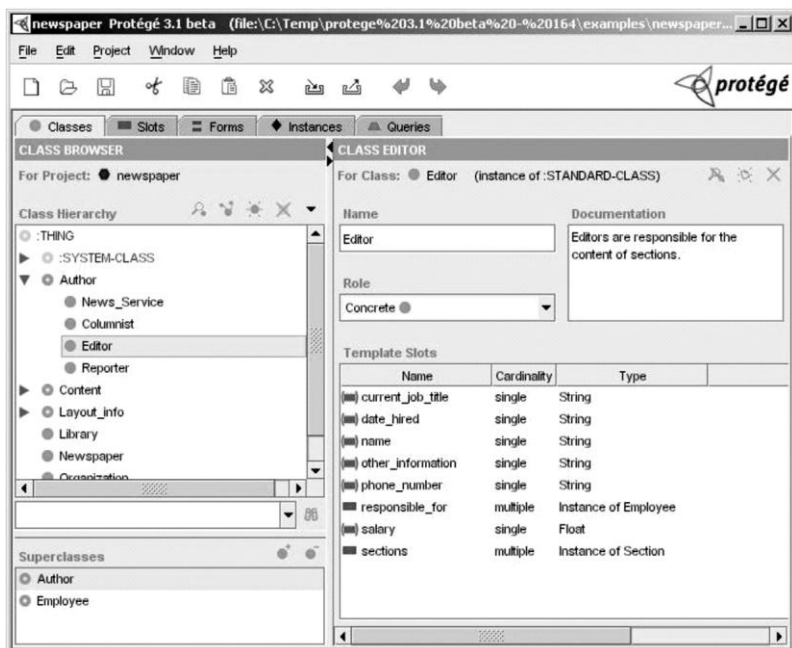 newspaper Protégé 3.1 beta (file:\C:\Temp\protege%203.1%20beta%20-%20164\examples\newspaper...
File Edit Project Window Help
protégé
Classes Slots Forms Instances Queries
CLASS BROWSER
For Project: newspaper
Class Hierarchy
:THING
:SYSTEM-CLASS
Author
News_Service
Columnist
Editor
Reporter
Content
Layout_info
Library
Newspaper
Organization
Superclasses
Author
Employee
CLASS EDITOR
For Class: Editor (instance of :STANDARD-CLASS)
Name
Editor
Documentation
Editors are responsible for the
content of sections.
Role
Concrete
Template Slots
Name Cardinality Type
current_job_title single String
date_hired single String
name single String
other_information single String
phone_number single String
responsible_for multiple Instance of Employee
salary single Float
sections multiple Instance of Section